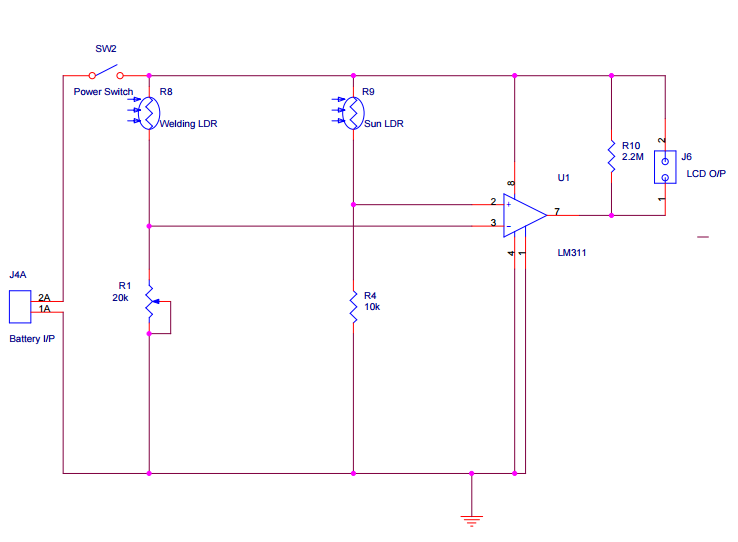 SW2
Power Switch
R8
Welding LDR
R9
Sun LDR
R10
2.2M
2
J6
LCD O/P
1
U1
8
2
+
3
-
7
4
1
LM311
J4A
2A
1A
Battery I/P
R1
20k
R4
10k